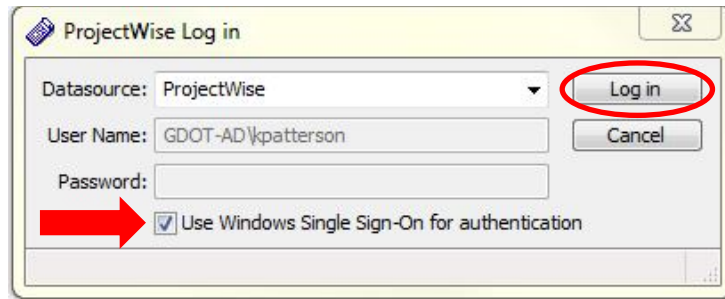 ProjectWise Log in
Datasource: ProjectWise Log in
User Name: GDOT-AD\kpatterson Cancel
Password:
Use Windows Single Sign-On for authentication